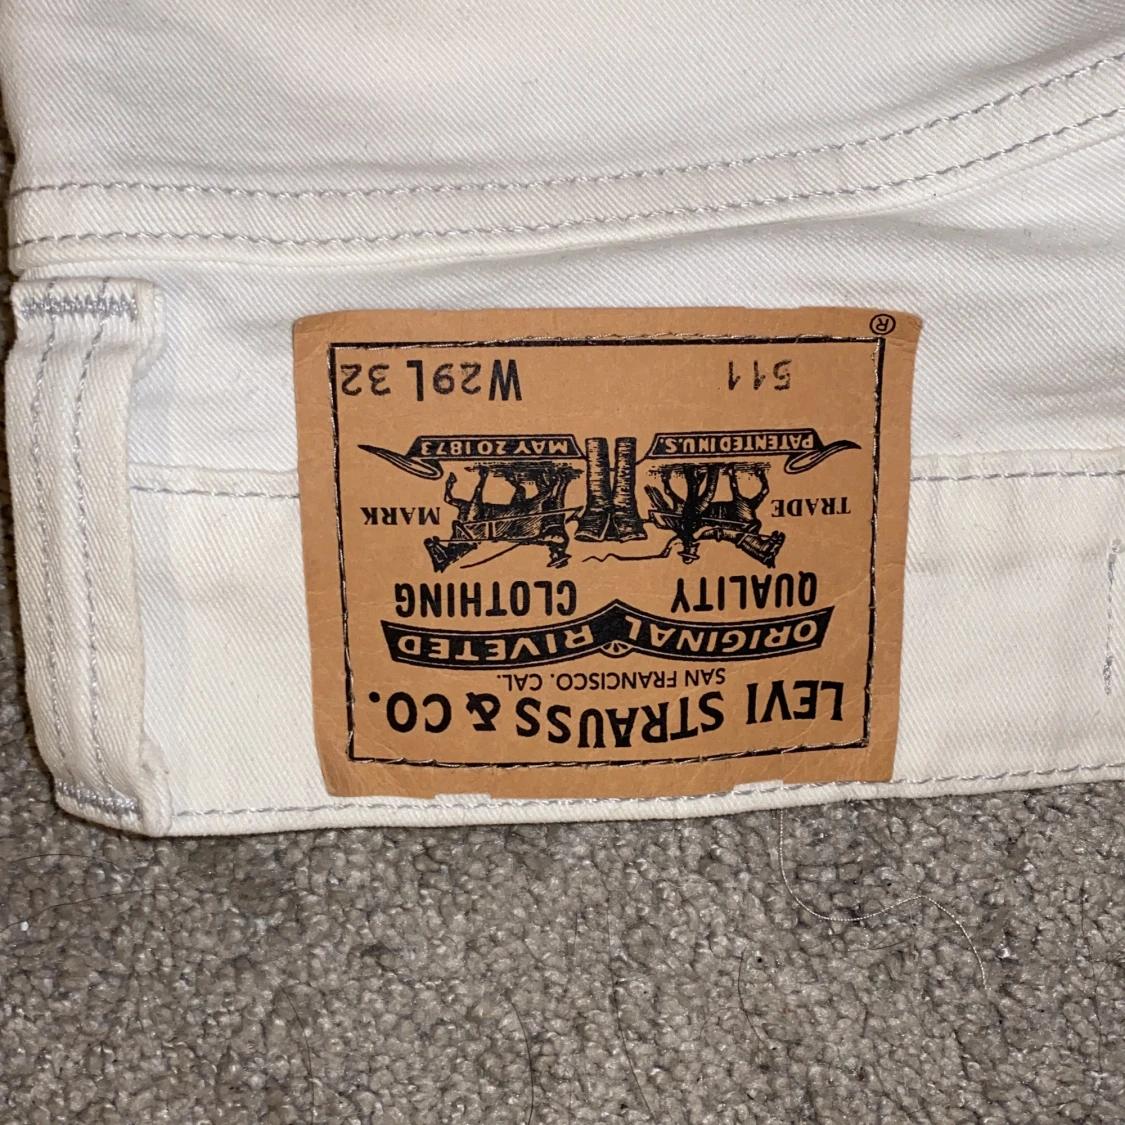 LEVI STRAUSS & CO.
SAN FRANCISCO. CAL.
ORIGINAL RIVETED
QUALITY CLOTHING
TRADE MARK
PATENTED IN U.S. MAY 20 1873
511 W29L 32
®